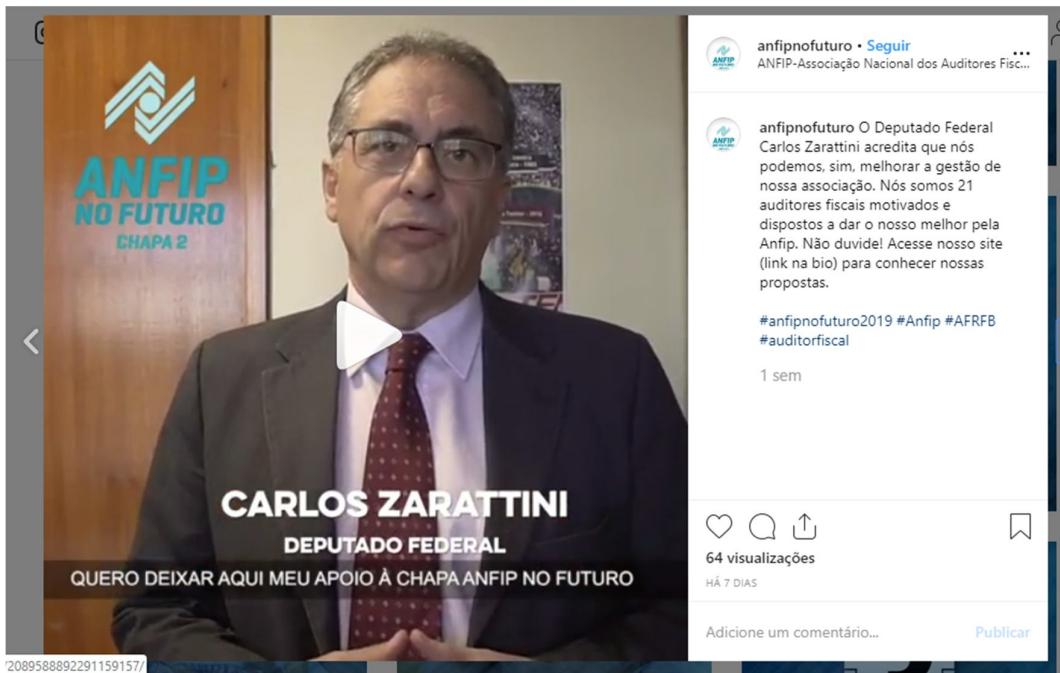 ANFIP
NO FUTURO
CHAPA 2
CARLOS ZARATTINI
DEPUTADO FEDERAL
QUERO DEIXAR AQUI MEU APOIO À CHAPA ANFIP NO FUTURO
anfipnofuturo • Seguir
ANFIP-Associação Nacional dos Auditores Fisc...
anfipnofuturo O Deputado Federal
Carlos Zarattini acredita que nós
podemos, sim, melhorar a gestão de
nossa associação. Nós somos 21
auditores fiscais motivados e
dispostos a dar o nosso melhor pela
Anfip. Não duvide! Acesse nosso site
(link na bio) para conhecer nossas
propostas.
#anfipnofuturo2019 #Anfip #AFRFB
#auditorfiscal
1 sem
64 visualizações
HÁ 7 DIAS
Adicione um comentário... Publicar
/2089588892291159157/